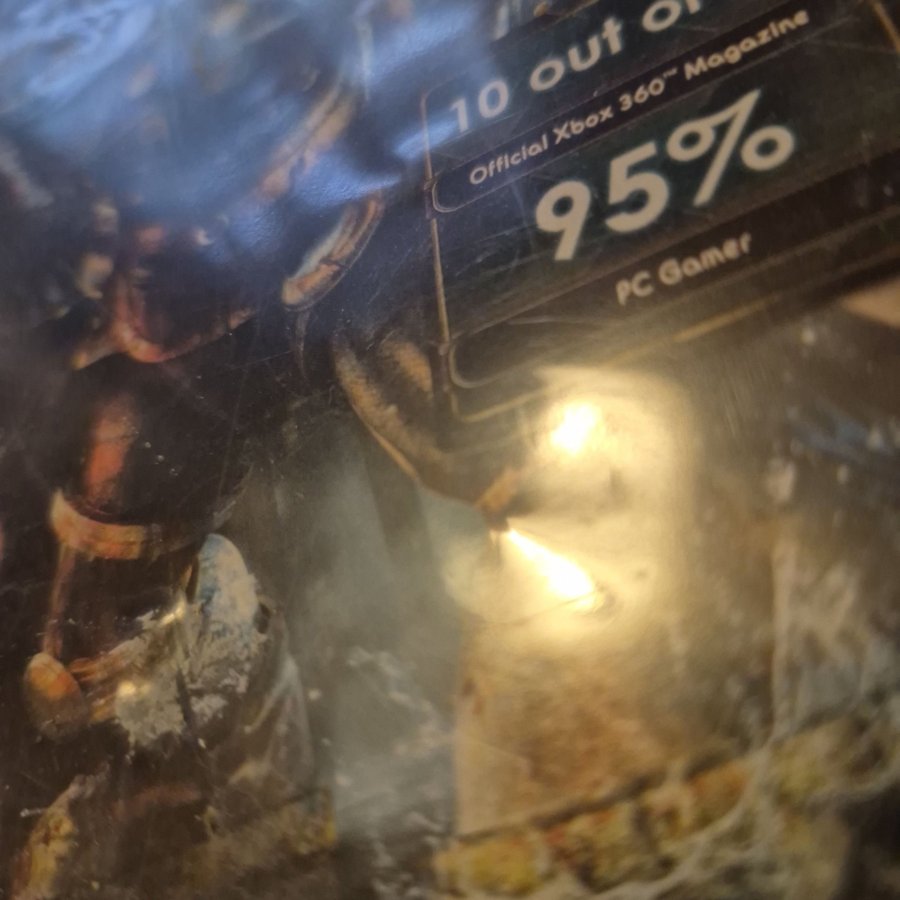 10 out of
Official Xbox 360™ Magazine
95%
PC Gamer